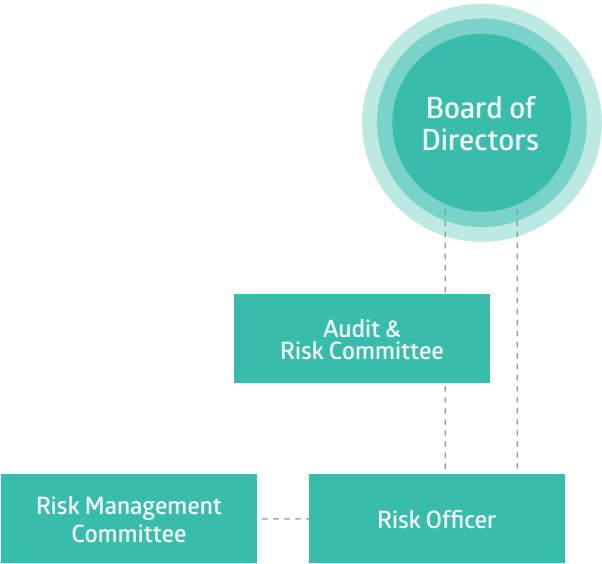 Board of
Directors
Audit &
Risk Committee
Risk Management
Committee
Risk Officer